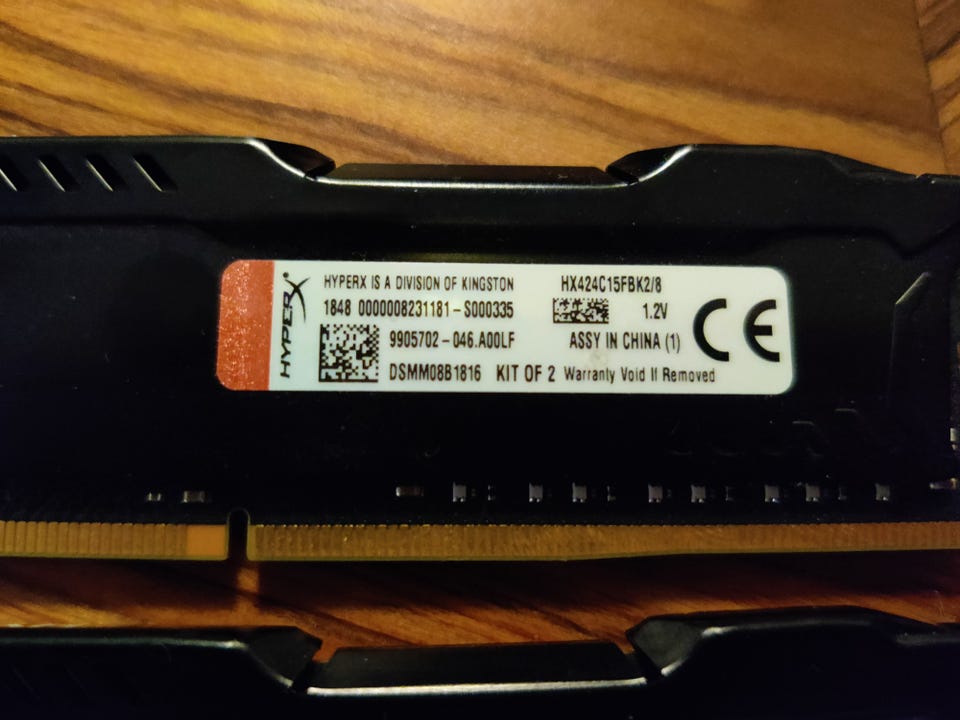 HYPERX
HYPERX IS A DIVISION OF KINGSTON
1848 0000008231181-S000335
9905702-046.A00LF
DSMM08B1816 KIT OF 2 Warranty Void If Removed
HX424C15FBK2/8
1.2V
ASSY IN CHINA (1)
CE